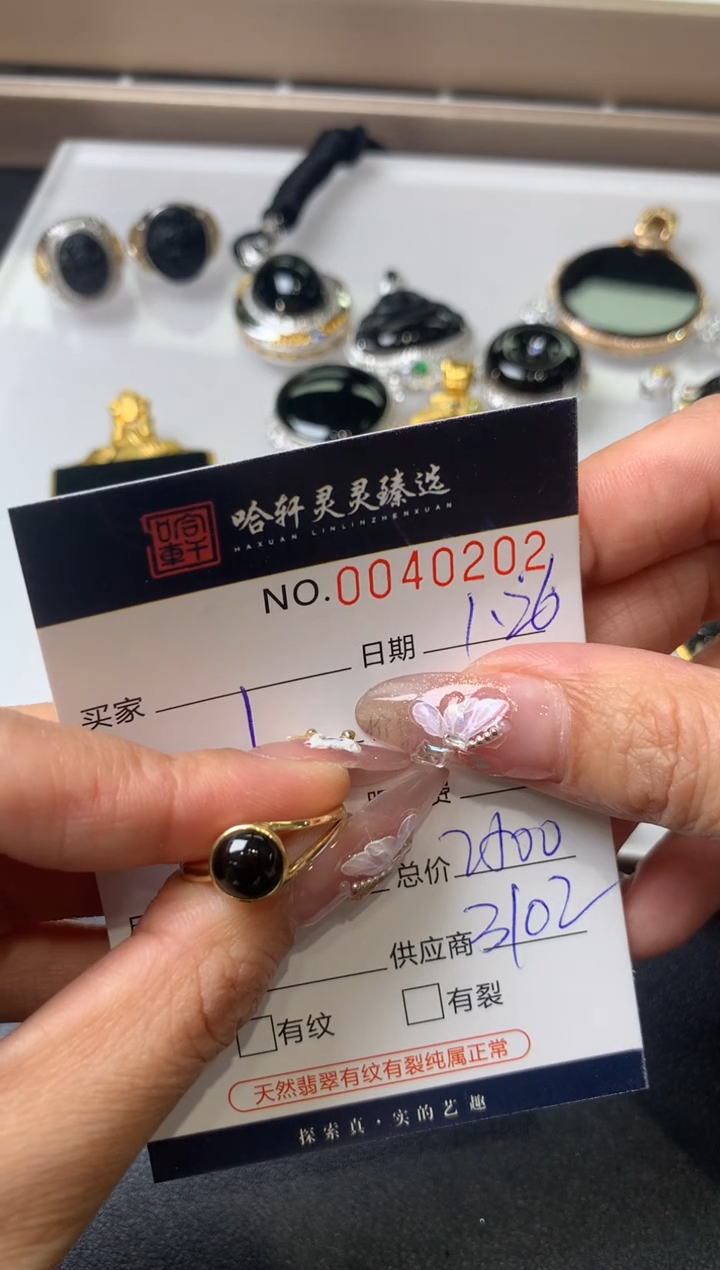 哈轩 哈轩灵灵臻选
HAXUAN LINLINZHENXUAN
NO.0040202
日期 1.26
买家
总价 2800
供应商 3102
有纹 有裂
天然翡翠有纹有裂纯属正常
探索真·实的艺趣